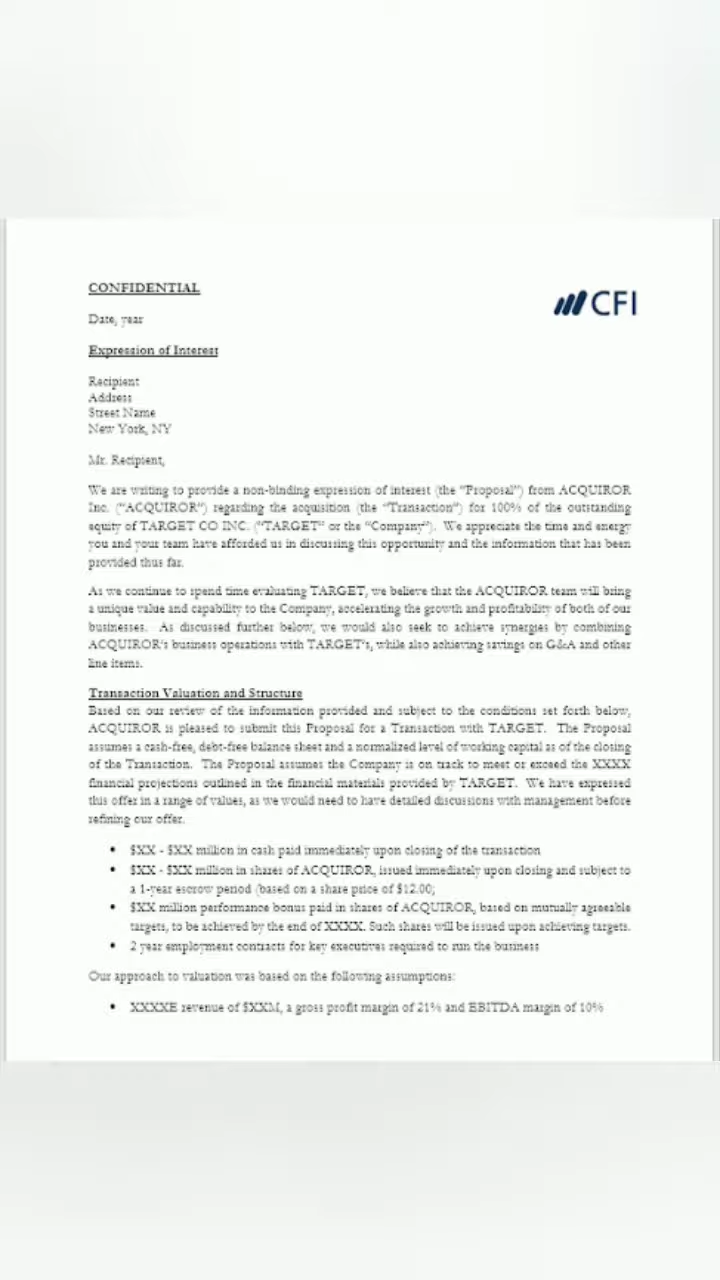 CONFIDENTIAL
CFI
Date, year
Expression of Interest
Recipient
Address
Street Name
New York, NY
Mr. Recipient,
We are writing to provide a non-binding expression of interest (the "Proposal") from ACQUIROR
Inc. ("ACQUIROR") regarding the acquisition (the "Transaction") for 100% of the outstanding
equity of TARGET CO INC. ("TARGET" or the "Company"). We appreciate the time and energy
you and your team have afforded us in discussing this opportunity and the information that has been
provided thus far.
As we continue to spend time evaluating TARGET, we believe that the ACQUIROR team will bring
a unique value and capability to the Company, accelerating the growth and profitability of both of our
businesses. As discussed further below, we would also seek to achieve synergies by combining
ACQUIROR's business operations with TARGET's, while also achieving savings on G&A and other
line items.
Transaction Valuation and Structure
Based on our review of the information provided and subject to the conditions set forth below,
ACQUIROR is pleased to submit this Proposal for a Transaction with TARGET. The Proposal
assumes a cash-free, debt-free balance sheet and a normalized level of working capital as of the closing
of the Transaction. The Proposal assumes the Company is on track to meet or exceed the XXXX
financial projections outlined in the financial materials provided by TARGET. We have expressed
this offer in a range of values, as we would need to have detailed discussions with management before
refining our offer.
• $XX - $XX million in cash paid immediately upon closing of the transaction
• $XX - $XX million in shares of ACQUIROR, issued immediately upon closing and subject to
a 1-year escrow period (based on a share price of $12.00;
• $XX million performance bonus paid in shares of ACQUIROR, based on mutually agreeable
targets, to be achieved by the end of XXXX. Such shares will be issued upon achieving targets.
• 2 year employment contracts for key executives required to run the business
Our approach to valuation was based on the following assumptions:
• XXXXE revenue of $XXM, a gross profit margin of 21% and EBITDA margin of 10%